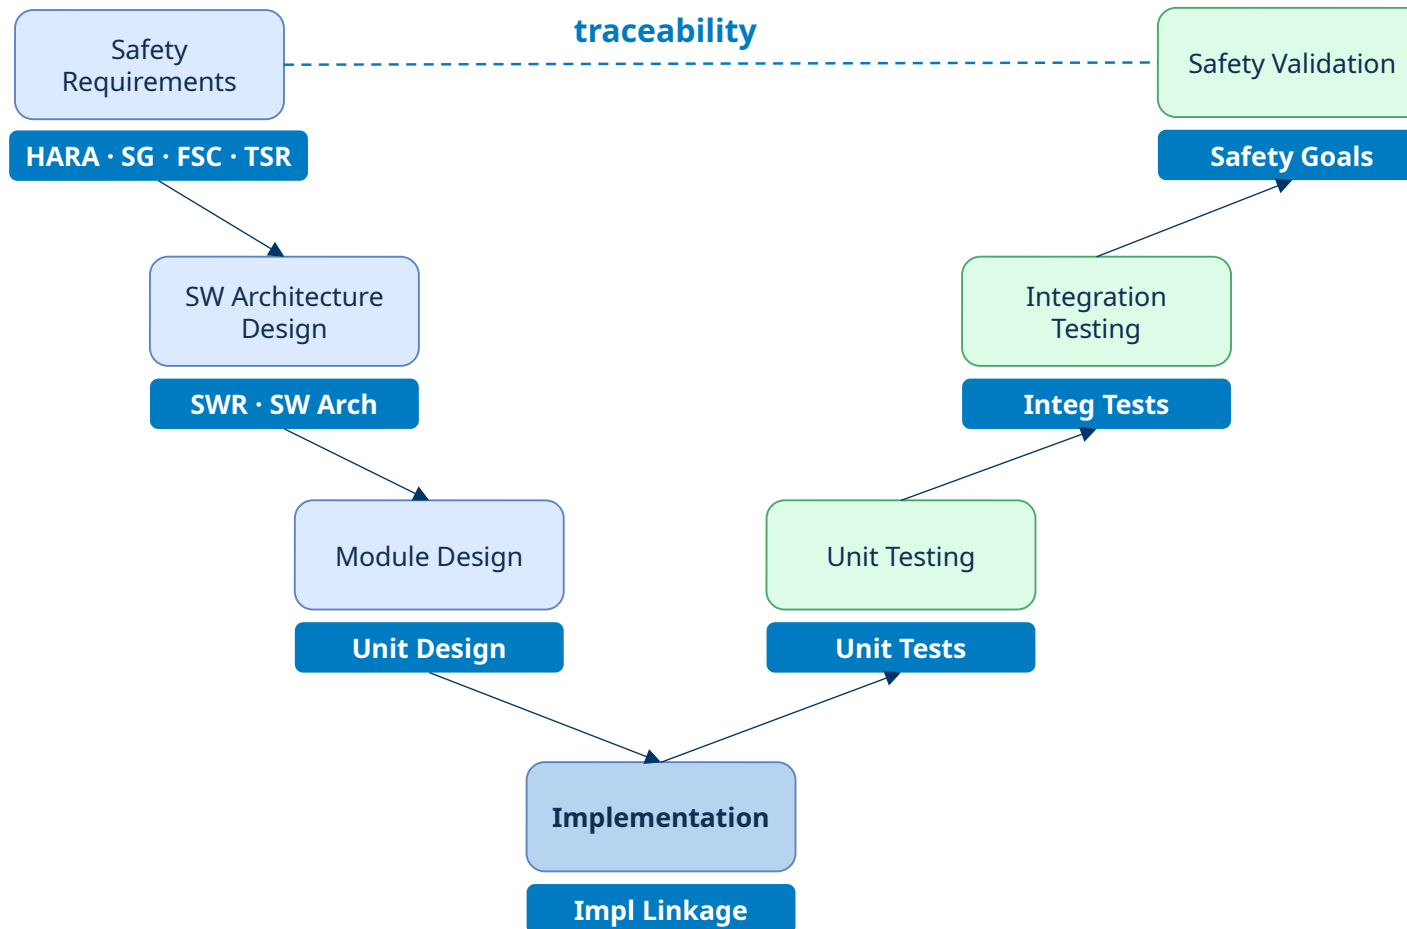 traceability
Safety
Requirements
Safety Validation
HARA · SG · FSC · TSR
Safety Goals
SW Architecture
Design
Integration
Testing
SWR · SW Arch
Integ Tests
Module Design
Unit Testing
Unit Design
Unit Tests
Implementation
Impl Linkage